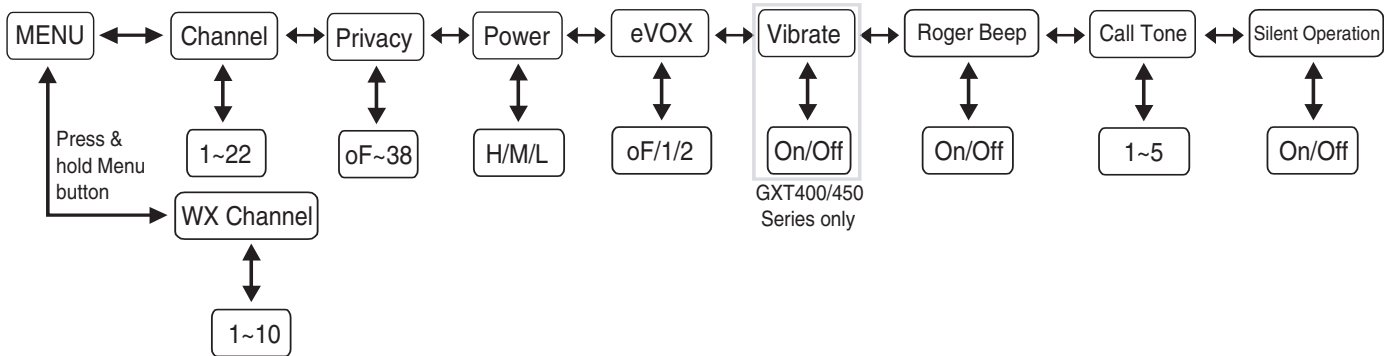 MENU
Channel
Privacy
Power
eVOX
Vibrate
Roger Beep
Call Tone
Silent Operation
1~22
oF~38
H/M/L
oF/1/2
On/Off
On/Off
1~5
On/Off
Press &
hold Menu
button
GXT400/450
Series only
WX Channel
1~10